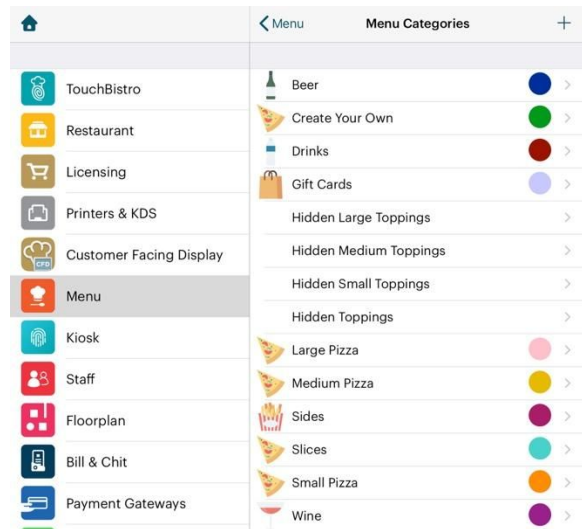 Menu
Menu Categories
+
TouchBistro
Restaurant
Licensing
Printers & KDS
CFD
Customer Facing Display
Menu
Kiosk
Staff
Floorplan
Bill & Chit
Payment Gateways
Beer
Create Your Own
Drinks
Gift Cards
Hidden Large Toppings
Hidden Medium Toppings
Hidden Small Toppings
Hidden Toppings
Large Pizza
Medium Pizza
Sides
Slices
Small Pizza
Wine